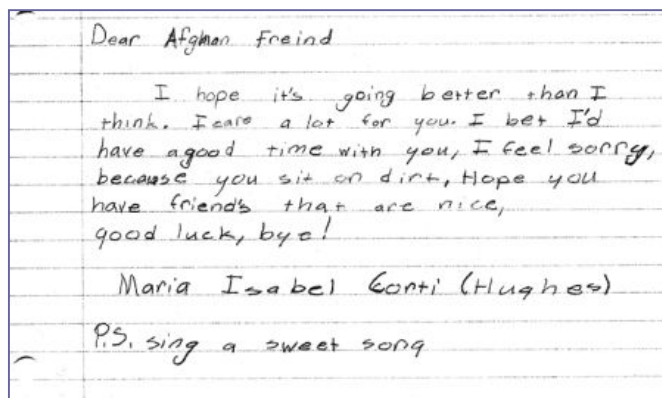 Dear Afghan Freind
I hope it's going better than I
think. I care a lot for you. I bet I'd
have a good time with you, I feel sorry,
because you sit on dirt, Hope you
have friend's that are nice,
good luck, bye!
Maria Isabel Conti (Hughes)
P.S. sing a sweet song